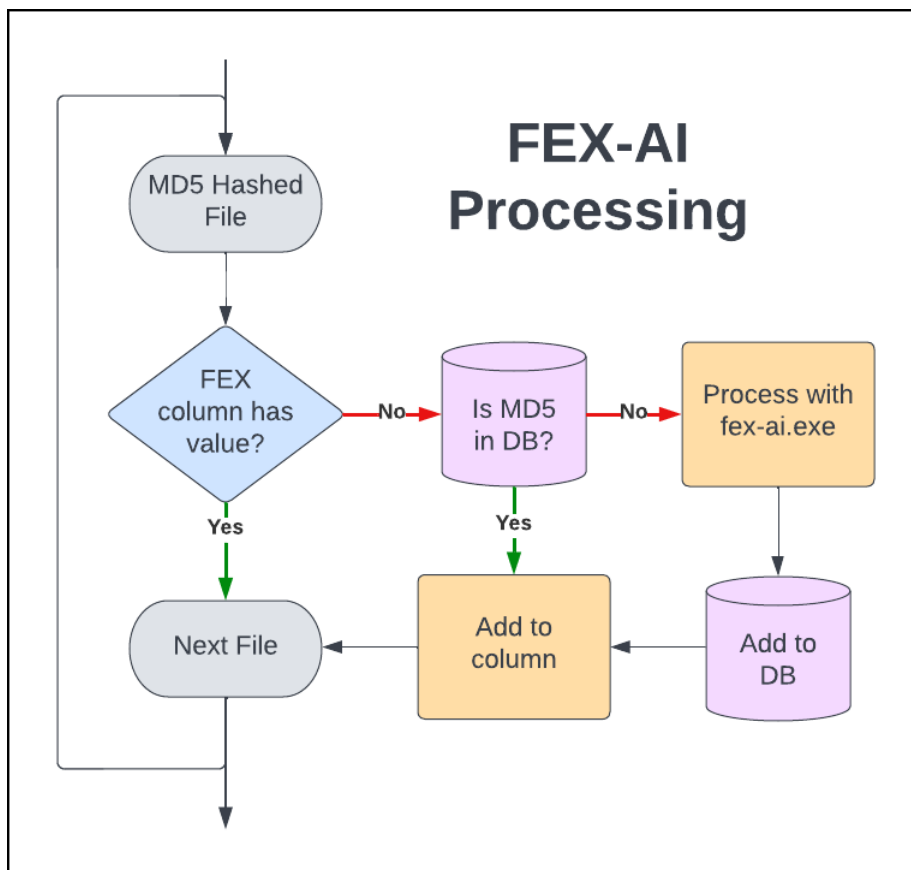 FEX-AI
Processing
MD5 Hashed
File
FEX
column has
value?
No
Is MD5
in DB?
No
Process with
fex-ai.exe
Yes
Yes
Next File
Add to
column
Add to
DB